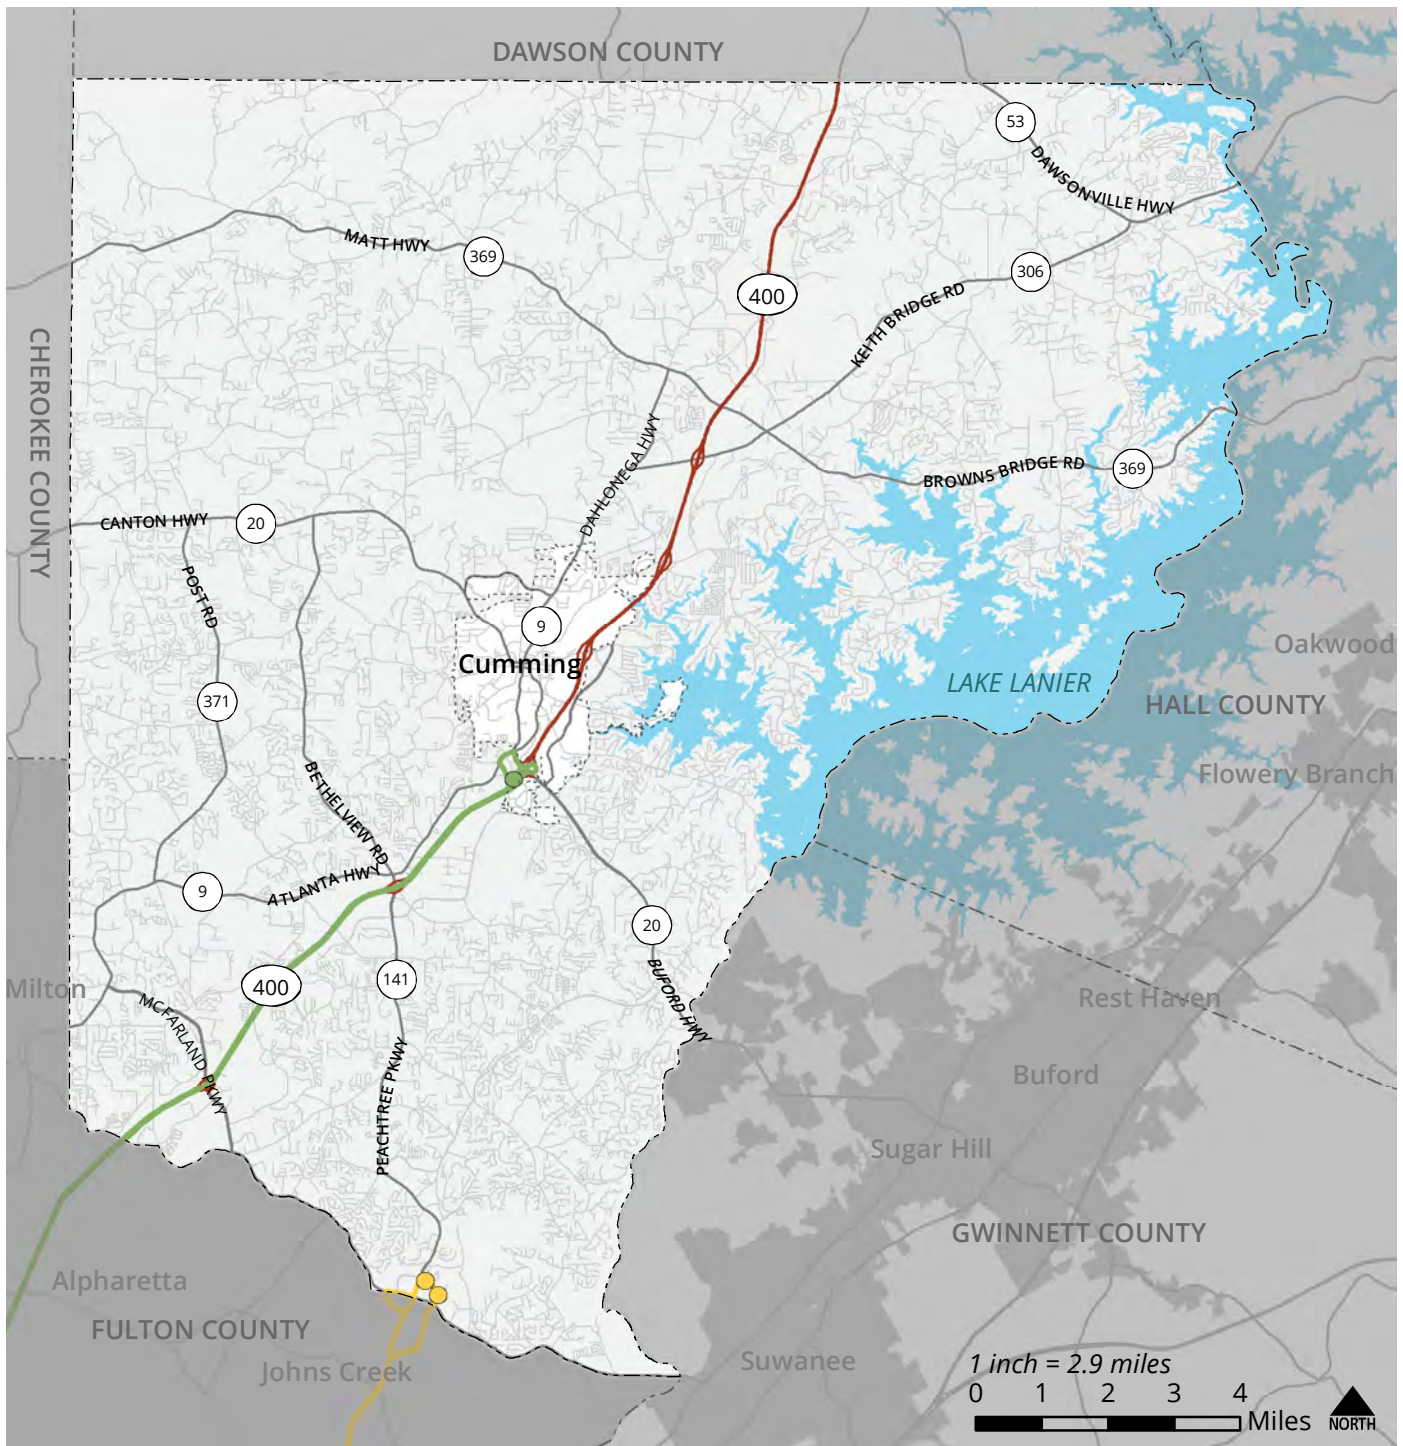 DAWSON COUNTY
53
DAWSONVILLE HWY
MATT HWY
369
306
400
KEITH BRIDGE RD
CHEROKEE COUNTY
DAHLONEGA HWY
BROWNS BRIDGE RD
369
CANTON HWY
20
POST RD
9
Cumming
Oakwood
LAKE LANIER
371
HALL COUNTY
Flowery Branch
BETHELVIEW RD
ATLANTA HWY
9
20
141
400
Milton
BUFORD HWY
MCFARLAND PKWY
Rest Haven
Buford
PEACHTREE PKWY
Sugar Hill
GWINNETT COUNTY
Alpharetta
FULTON COUNTY
Johns Creek
Suwanee
1 inch = 2.9 miles
0 1 2 3 4
Miles
NORTH